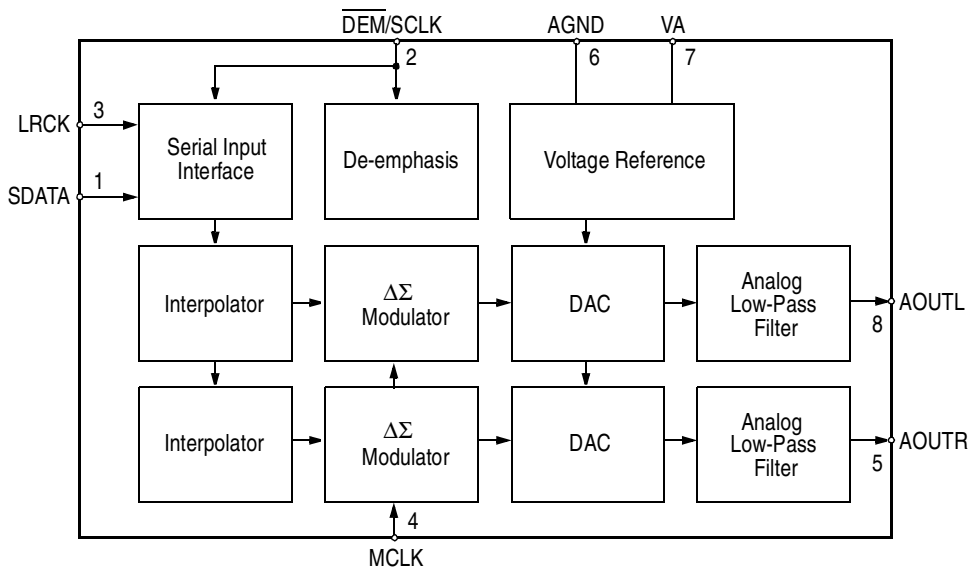 DEM/SCLK
AGND
VA
2
6
7
LRCK
3
SDATA
1
Serial Input
Interface
De-emphasis
Voltage Reference
Interpolator
ΔΣ
Modulator
DAC
Analog
Low-Pass
Filter
AOUTL
8
Interpolator
ΔΣ
Modulator
DAC
Analog
Low-Pass
Filter
AOUTR
5
4
MCLK